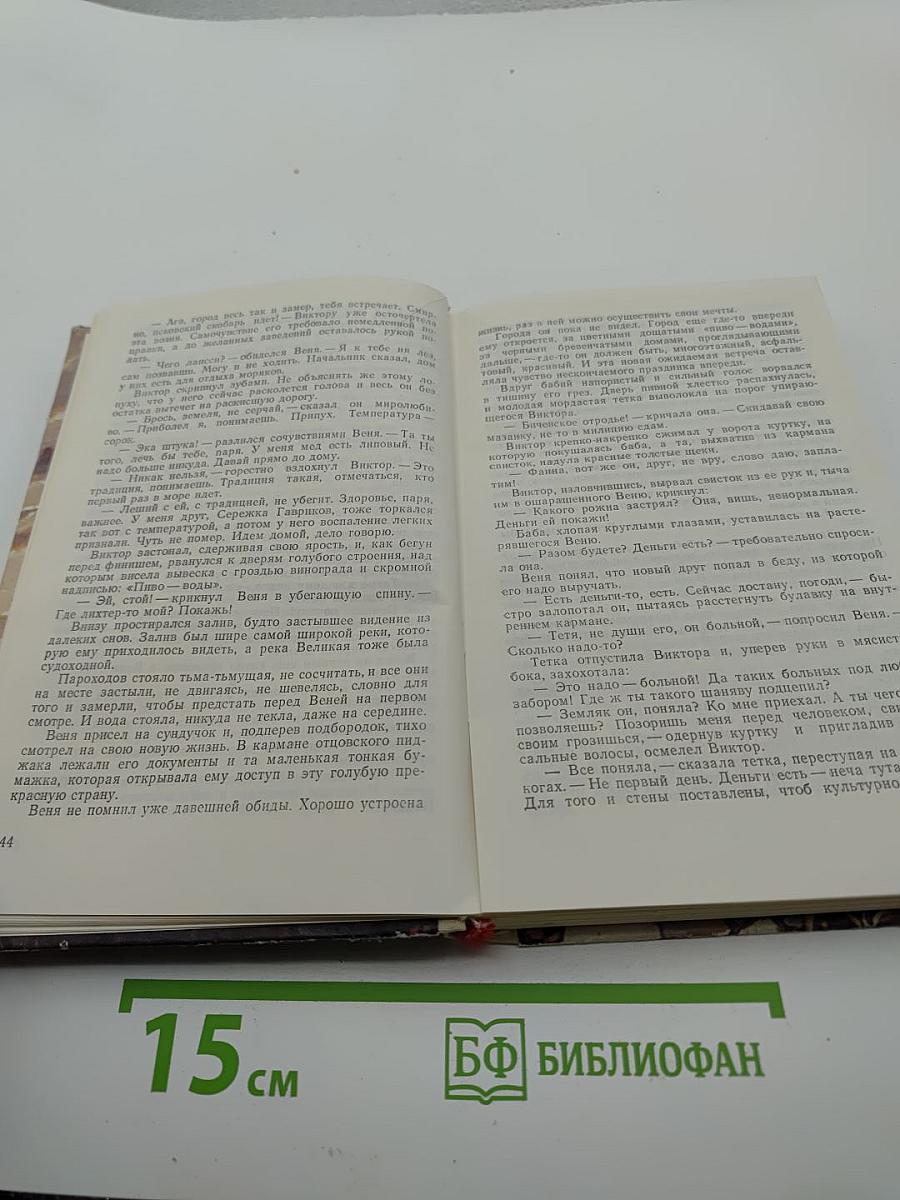 — Ага, город весь так и замер, тебя встречает. Смир-
но, псковский скобарь идет! — Виктору уже осточертела
эта возня. Самочувствие его требовало немедленной по-
правки, а до желанных заведений оставалось рукой по-
дать.
— Чего лаисси? — обиделся Веня. — Я к тебе ни лез,
сам позвавши. Могу и не ходить. Начальник сказал, дом
у них есть для отдыха моряков.
Виктор скрипнул зубами. Не объяснять же этому ло-
пуху, что у него сейчас расколется голова и весь он без
остатка вытечет на раскисшую дорогу.
— Брось, земеля, не серчай, — сказал он миролюби-
во. — Приболел я, понимаешь. Припух. Температура —
сорок.
— Эка штука! — разлился сочувствиями Веня. — Та ты
того, лечь бы тебе, паря. У меня мед есть липовый. Не
надо больше никуда. Давай прямо до дому.
— Никак нельзя, — горестно вздохнул Виктор. — Это
традиция, понимаешь. Традиция такая, отмечаться, кто
первый раз в море идет.
— Леший с ей, с традицией, не убегит. Здоровье, паря,
важнее. У меня друг, Сережка Гавриков, тоже торкался
так вот с температурой, а потом у него воспаление легких
признали. Чуть не помер. Идем домой, дело говорю.
Виктор застонал, сдерживая свою ярость, и, как бегун
перед финишем, рванулся к дверям голубого строения, над
которым висела вывеска с гроздью винограда и скромной
надписью: «Пиво — воды».
— Эй, стой! — крикнул Веня в убегающую спину. —
Где лихтер-то мой? Покажь!
Внизу простирался залив, будто застывшее видение из
далеких снов. Залив был шире самой широкой реки, кото-
рую ему приходилось видеть, а река Великая тоже была
судоходной.
Пароходов стояло тьма-тьмущая, не сосчитать, и все они
на месте застыли, не двигаясь, не шевелясь, словно для
того и замерли, чтобы предстать перед Веней на первом
смотре. И вода стояла, никуда не текла, даже на середине.
Веня присел на сундучок и, подперев подбородок, тихо
смотрел на свою новую жизнь. В кармане отцовского пид-
жака лежали его документы и та маленькая тонкая бу-
мажка, которая открывала ему доступ в эту голубую пре-
красную страну.
Веня не помнил уже давешней обиды. Хорошо устроена
44
жизнь, раз в ней можно осуществить свои мечты.
Города он пока не видел. Город еще где-то впереди
ему откроется, за цветными дощатыми «пиво — водами»,
за черными бревенчатыми домами, проглядывающими
дальше, — где-то он должен быть, многоэтажный, асфаль-
товый, красивый. И эта новая ожидаемая встреча остав-
ляла чувство нескончаемого праздника впереди.
Вдруг бабий напористый и сильный голос ворвался
в тишину его грез. Дверь пивной хлестко распахнулась,
и молодая мордастая тетка выволокла на порог упираю-
щегося Виктора.
— Бичевское отродье! — кричала она. — Скидавай свою
мазанку, не то в милицию сдам.
Виктор крепко-накрепко сжимал у ворота куртку, на
которую покушалась баба, а та, выхватив из кармана
свисток, надула красные толстые щеки.
— Фаина, вот же он, друг, не вру, слово даю, запла-
тим!
Виктор, изловчившись, вырвал свисток из ее рук и, тыча
им в ошарашенного Веню, крикнул:
— Какого рожна застрял? Она, вишь, ненормальная.
Деньги ей покажи!
Баба, хлопая круглыми глазами, уставилась на расте-
рявшегося Веню.
— Разом будете? Деньги есть? — требовательно спроси-
ла она.
Веня понял, что новый друг попал в беду, из которой
его надо выручать.
— Есть деньги-то, есть. Сейчас достану, погоди, — бы-
стро залопотал он, пытаясь расстегнуть булавку на внут-
реннем кармане.
— Тетя, не души его, он больной, — попросил Веня. —
Сколько надо-то?
Тетка отпустила Виктора и, уперев руки в мясист
бока, захохотала:
— Это надо — больной! Да таких больных под люб
забором! Где ж ты такого шаняву подцепил?
— Земляк он, поняла? Ко мне приехал. А ты чего
позволяешь? Позоришь меня перед человеком, сви
своим грозишься, — одернув куртку и пригладив
сальные волосы, осмелел Виктор.
— Все поняла, — сказала тетка, переступая на
когах. — Не первый день. Деньги есть — неча тута
Для того и стены поставлены, чтоб культурно
15 см
БФ БИБЛИОФАН